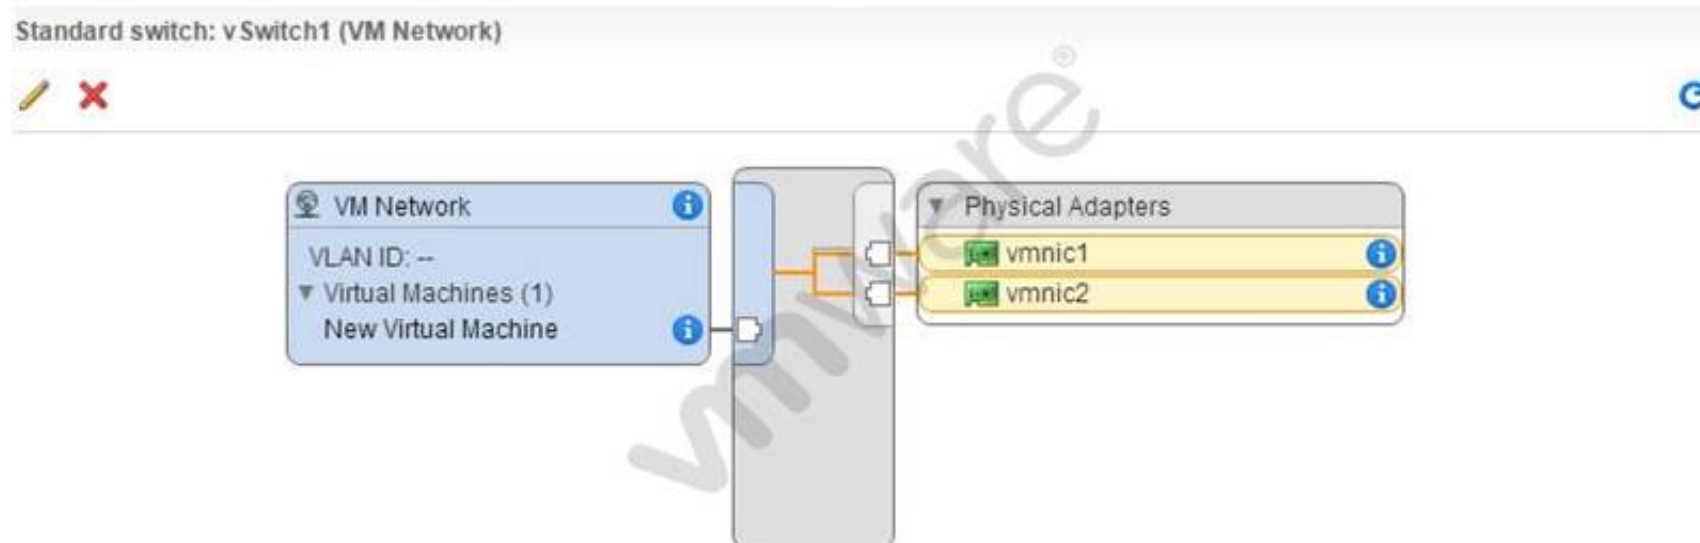 Standard switch: vSwitch1 (VM Network)
VM Network
VLAN ID: --
Virtual Machines (1)
New Virtual Machine
Physical Adapters
vmnic1
vmnic2
vmware®